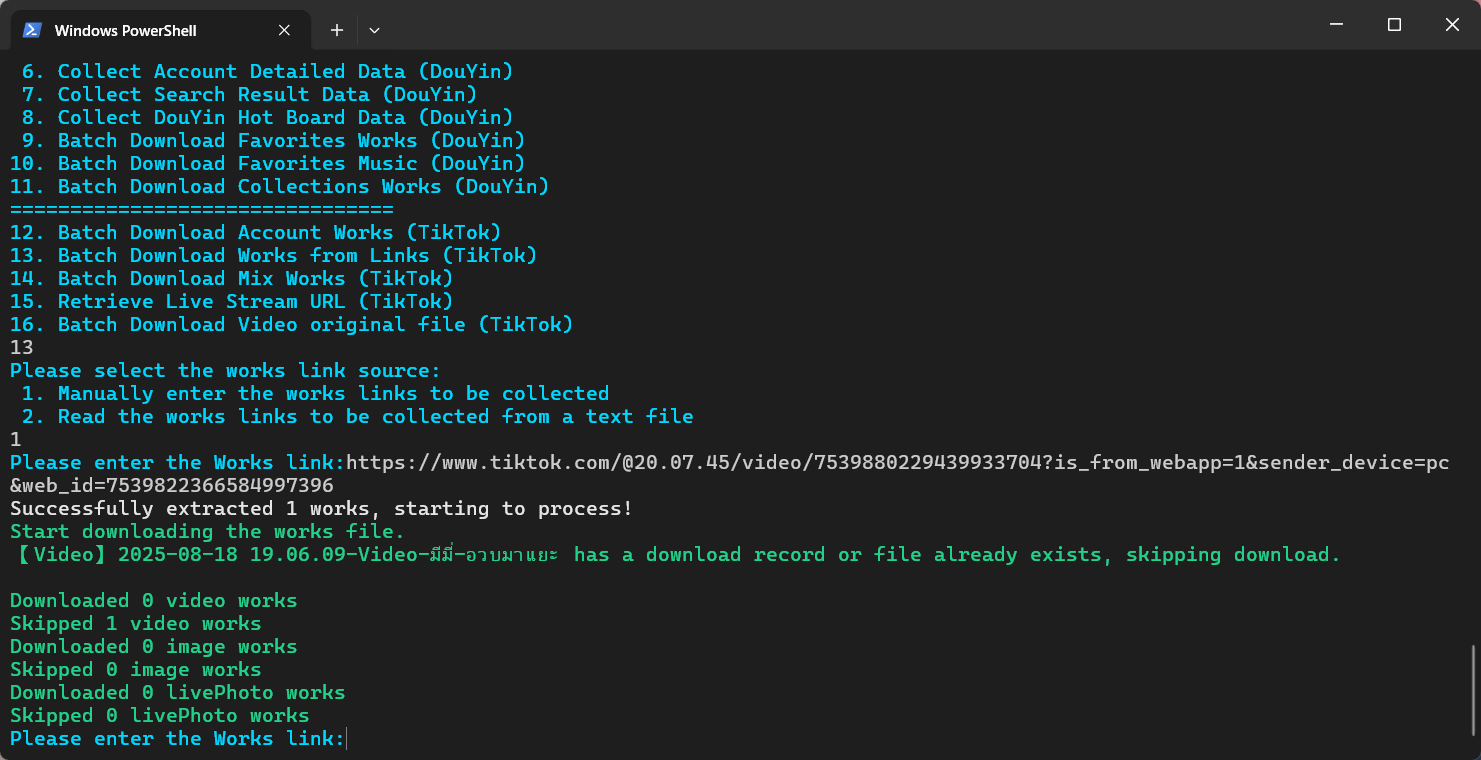 Windows PowerShell
6. Collect Account Detailed Data (DouYin)
7. Collect Search Result Data (DouYin)
8. Collect DouYin Hot Board Data (DouYin)
9. Batch Download Favorites Works (DouYin)
10. Batch Download Favorites Music (DouYin)
11. Batch Download Collections Works (DouYin)
================================
12. Batch Download Account Works (TikTok)
13. Batch Download Works from Links (TikTok)
14. Batch Download Mix Works (TikTok)
15. Retrieve Live Stream URL (TikTok)
16. Batch Download Video original file (TikTok)
13
Please select the works link source:
1. Manually enter the works links to be collected
2. Read the works links to be collected from a text file
1
Please enter the Works link:https://www.tiktok.com/@20.07.45/video/7539880229439933704?is_from_webapp=1&sender_device=pc
&web_id=7539822366584997396
Successfully extracted 1 works, starting to process!
Start downloading the works file.
【Video】2025-08-18 19.06.09-Video-มีมี่-อวบมาแยะ has a download record or file already exists, skipping download.
Downloaded 0 video works
Skipped 1 video works
Downloaded 0 image works
Skipped 0 image works
Downloaded 0 livePhoto works
Skipped 0 livePhoto works
Please enter the Works link: